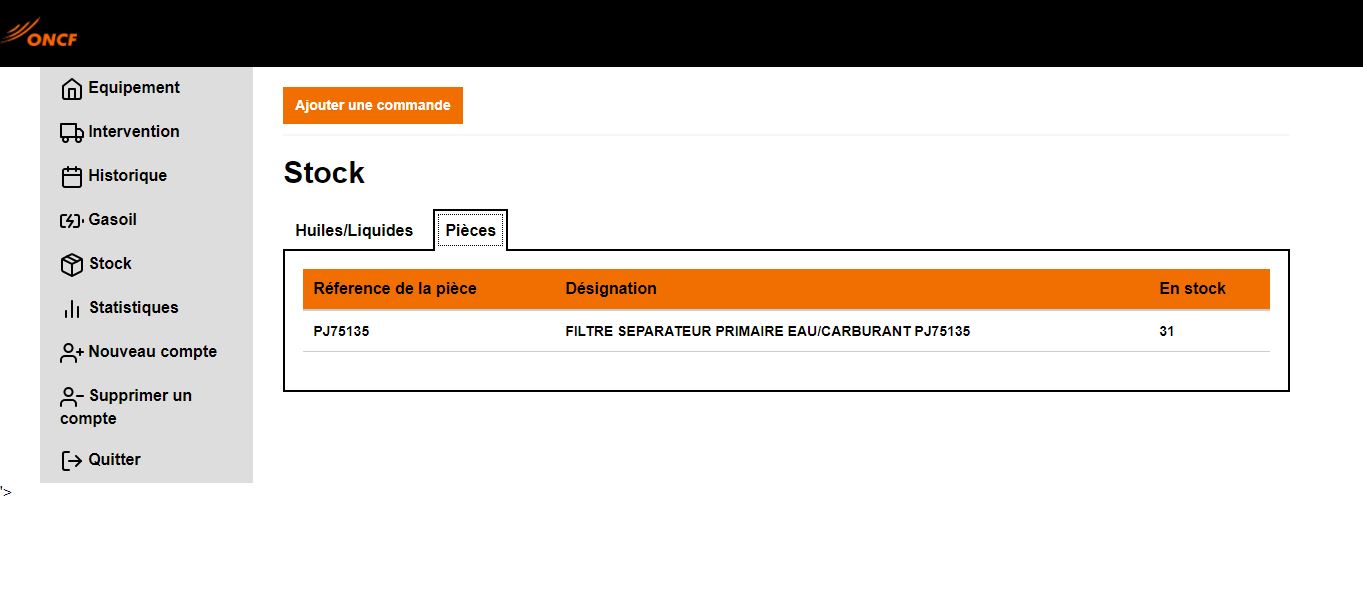 ONCF
Equipement
Intervention
Historique
Gasoil
Stock
Statistiques
Nouveau compte
Supprimer un
compte
Quitter
'>
Ajouter une commande
Stock
Huiles/Liquides Pièces
Réference de la pièce Désignation En stock
PJ75135 FILTRE SEPARATEUR PRIMAIRE EAU/CARBURANT PJ75135 31